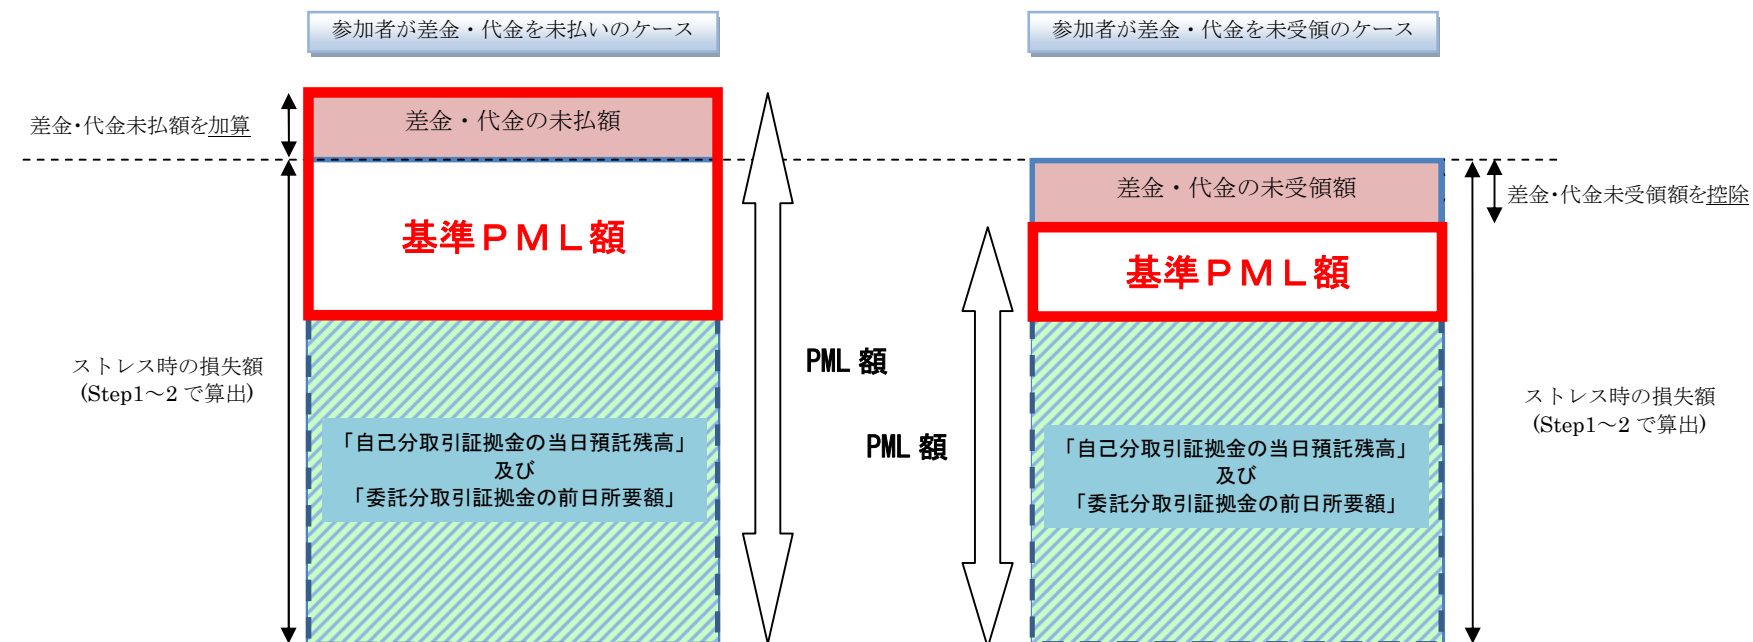 参加者が差金・代金を未払いのケース
参加者が差金・代金を未受領のケース
差金・代金未払額を加算
差金・代金の未払額
基準ＰＭＬ額
ストレス時の損失額
(Step1～2 で算出)
「自己分取引証拠金の当日預託残高」
及び
「委託分取引証拠金の前日所要額」
PML 額
PML 額
差金・代金の未受領額
差金・代金未受領額を控除
基準ＰＭＬ額
「自己分取引証拠金の当日預託残高」
及び
「委託分取引証拠金の前日所要額」
ストレス時の損失額
(Step1～2 で算出)